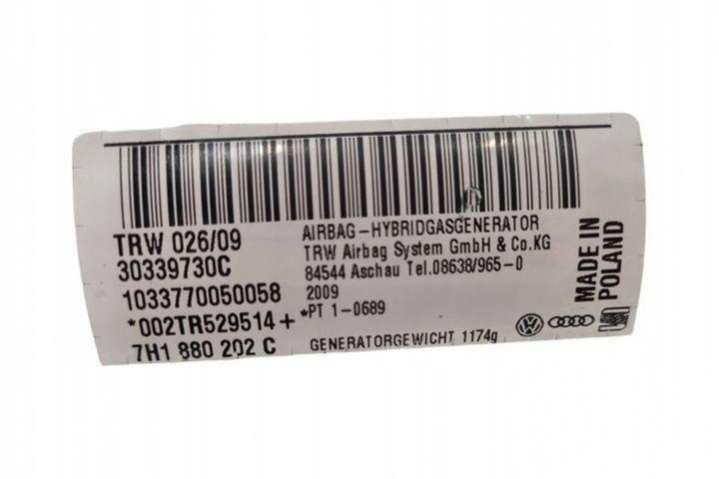 TRW 026/09
30339730C
1033770050058
*002TR529514+
7H1 880 202 C
AIRBAG-HYBRIDGASGENERATOR
TRW Airbag System GmbH & Co.KG
84544 Aschau Tel.08638/965-0
2009
*PT 1-0689
GENERATORGEWICHT 1174g
MADE IN
POLAND